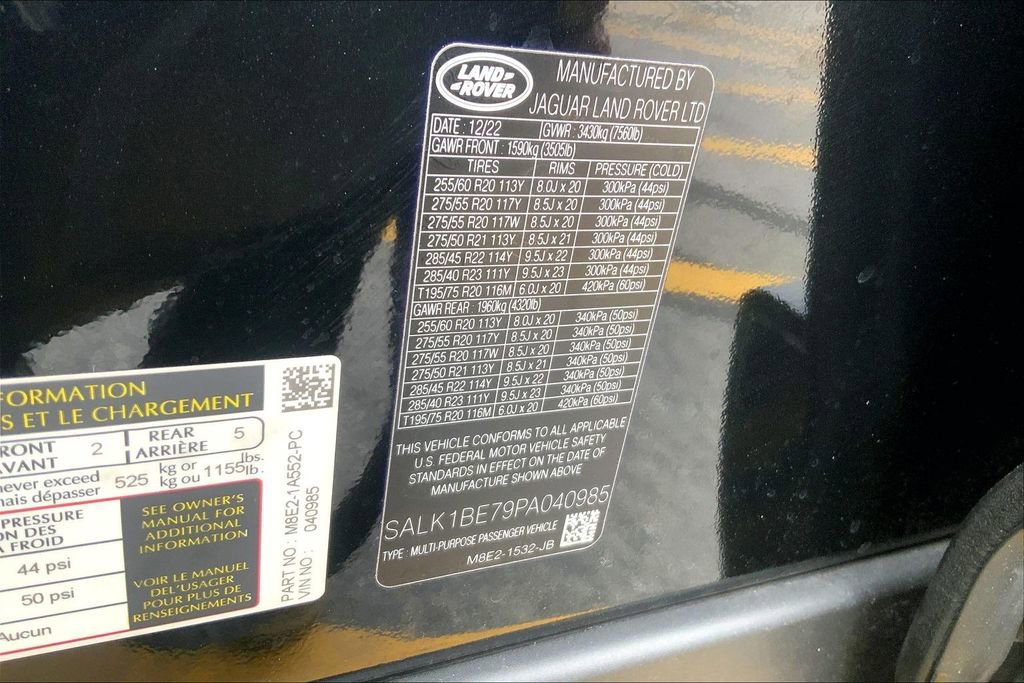 LAND-
-ROVER
MANUFACTURED BY
JAGUAR LAND ROVER LTD
DATE : 12/22 GVWR : 3430kg (7560lb)
GAWR FRONT : 1590kg (3505lb)
TIRES RIMS PRESSURE (COLD)
255/60 R20 113Y 8.0J x 20 300kPa (44psi)
275/55 R20 117Y 8.5J x 20 300kPa (44psi)
275/55 R20 117W 8.5J x 20 300kPa (44psi)
275/50 R21 113Y 8.5J x 21 300kPa (44psi)
285/45 R22 114Y 9.5J x 22 300kPa (44psi)
285/40 R23 111Y 9.5J x 23 300kPa (44psi)
T195/75 R20 116M 6.0J x 20 420kPa (60psi)
GAWR REAR : 1960kg (4320lb)
255/60 R20 113Y 8.0J x 20 340kPa (50psi)
275/55 R20 117Y 8.5J x 20 340kPa (50psi)
275/55 R20 117W 8.5J x 20 340kPa (50psi)
275/50 R21 113Y 8.5J x 21 340kPa (50psi)
285/45 R22 114Y 9.5J x 22 340kPa (50psi)
285/40 R23 111Y 9.5J x 23 340kPa (50psi)
T195/75 R20 116M 6.0J x 20 420kPa (60psi)
THIS VEHICLE CONFORMS TO ALL APPLICABLE
U.S. FEDERAL MOTOR VEHICLE SAFETY
STANDARDS IN EFFECT ON THE DATE OF
MANUFACTURE SHOWN ABOVE
SALK1BE79PA040985
TYPE : MULTI-PURPOSE PASSENGER VEHICLE
M8E2-1532-JB
FORMATION
S ET LE CHARGEMENT
RONT 2 REAR 5
AVANT ARRIÈRE
never exceed 525 kg or 1155 lbs.
mais dépasser kg ou lb.
PRESSURE
ON DES
A FROID
44 psi
50 psi
Aucun
SEE OWNER'S
MANUAL FOR
ADDITIONAL
INFORMATION
VOIR LE MANUEL
DEL'USAGER
POUR PLUS DE
RENSEIGNEMENTS
PART NO : M8E2-1A552-PC
VIN NO : 040985